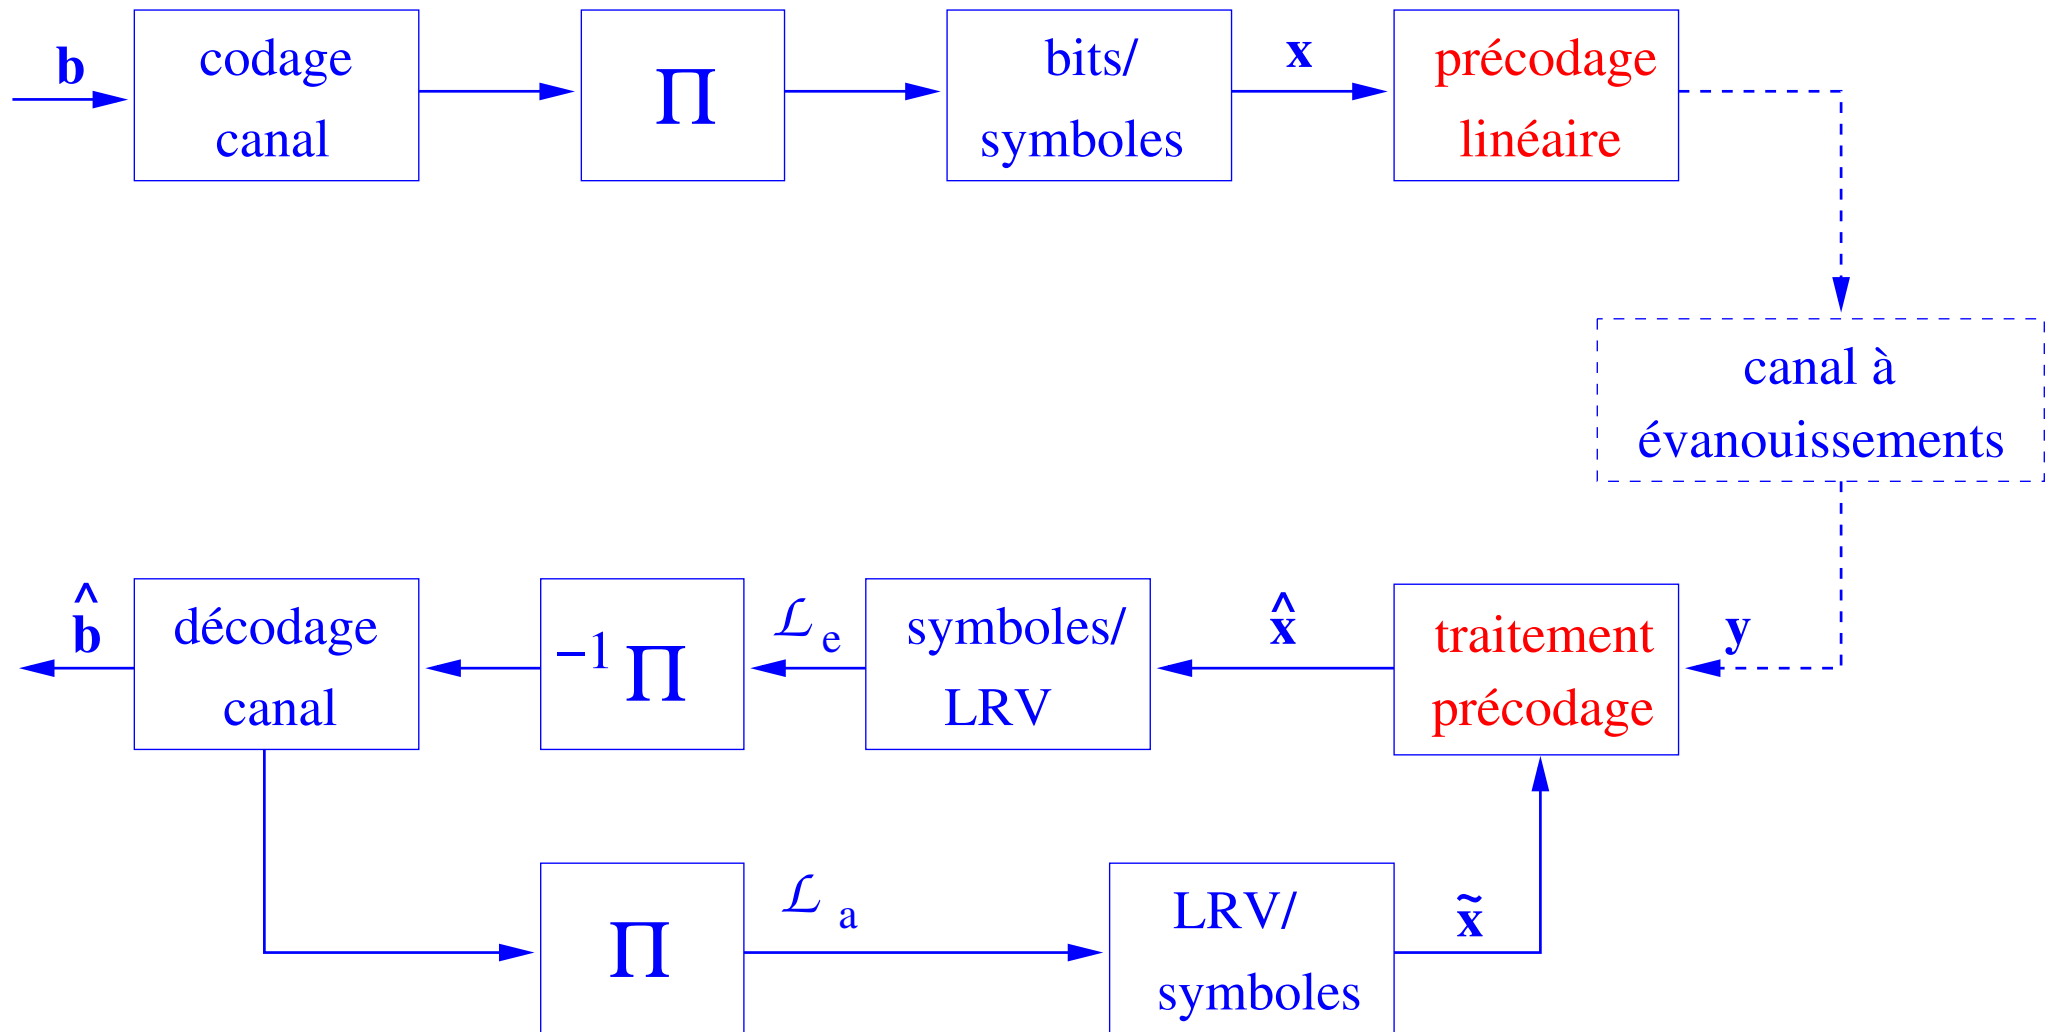 b
codage
canal
Π
bits/
symboles
x
précodage
linéaire
canal à
évanouissements
b̂
décodage
canal
−1 Π
ℒ e
symboles/
LRV
x̂
traitement
précodage
y
Π
ℒ a
LRV/
symboles
x̃